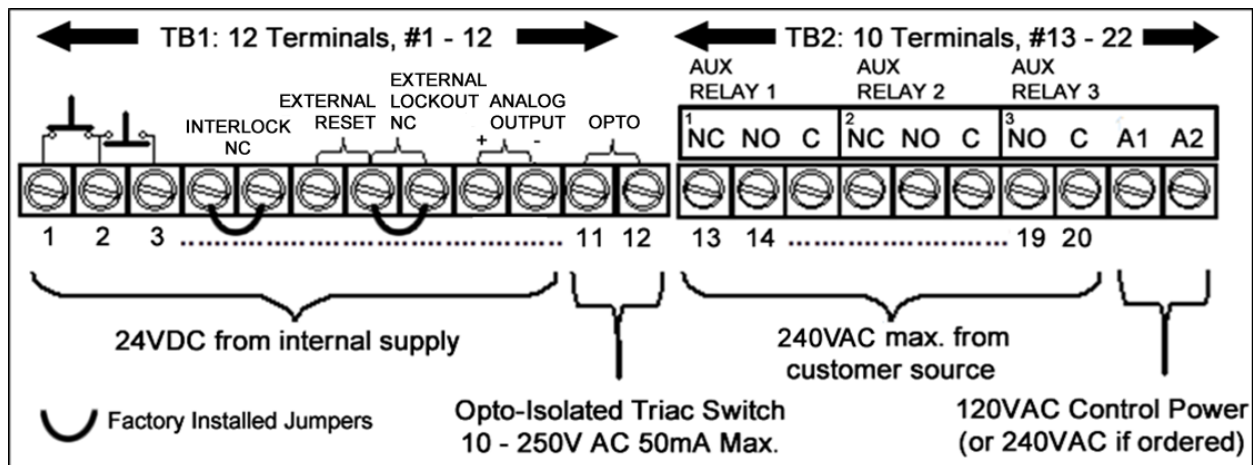 TB1: 12 Terminals, #1 - 12
TB2: 10 Terminals, #13 - 22
INTERLOCK
NC
EXTERNAL
RESET
EXTERNAL
LOCKOUT
NC
ANALOG
OUTPUT
+ -
OPTO
AUX
RELAY 1
AUX
RELAY 2
AUX
RELAY 3
1 NC NO C
2 NC NO C
3 NO C A1 A2
1 2 3 ........................................ 11 12
13 14 ........................ 19 20
24VDC from internal supply
Opto-Isolated Triac Switch
10 - 250V AC 50mA Max.
240VAC max. from
customer source
120VAC Control Power
(or 240VAC if ordered)
Factory Installed Jumpers